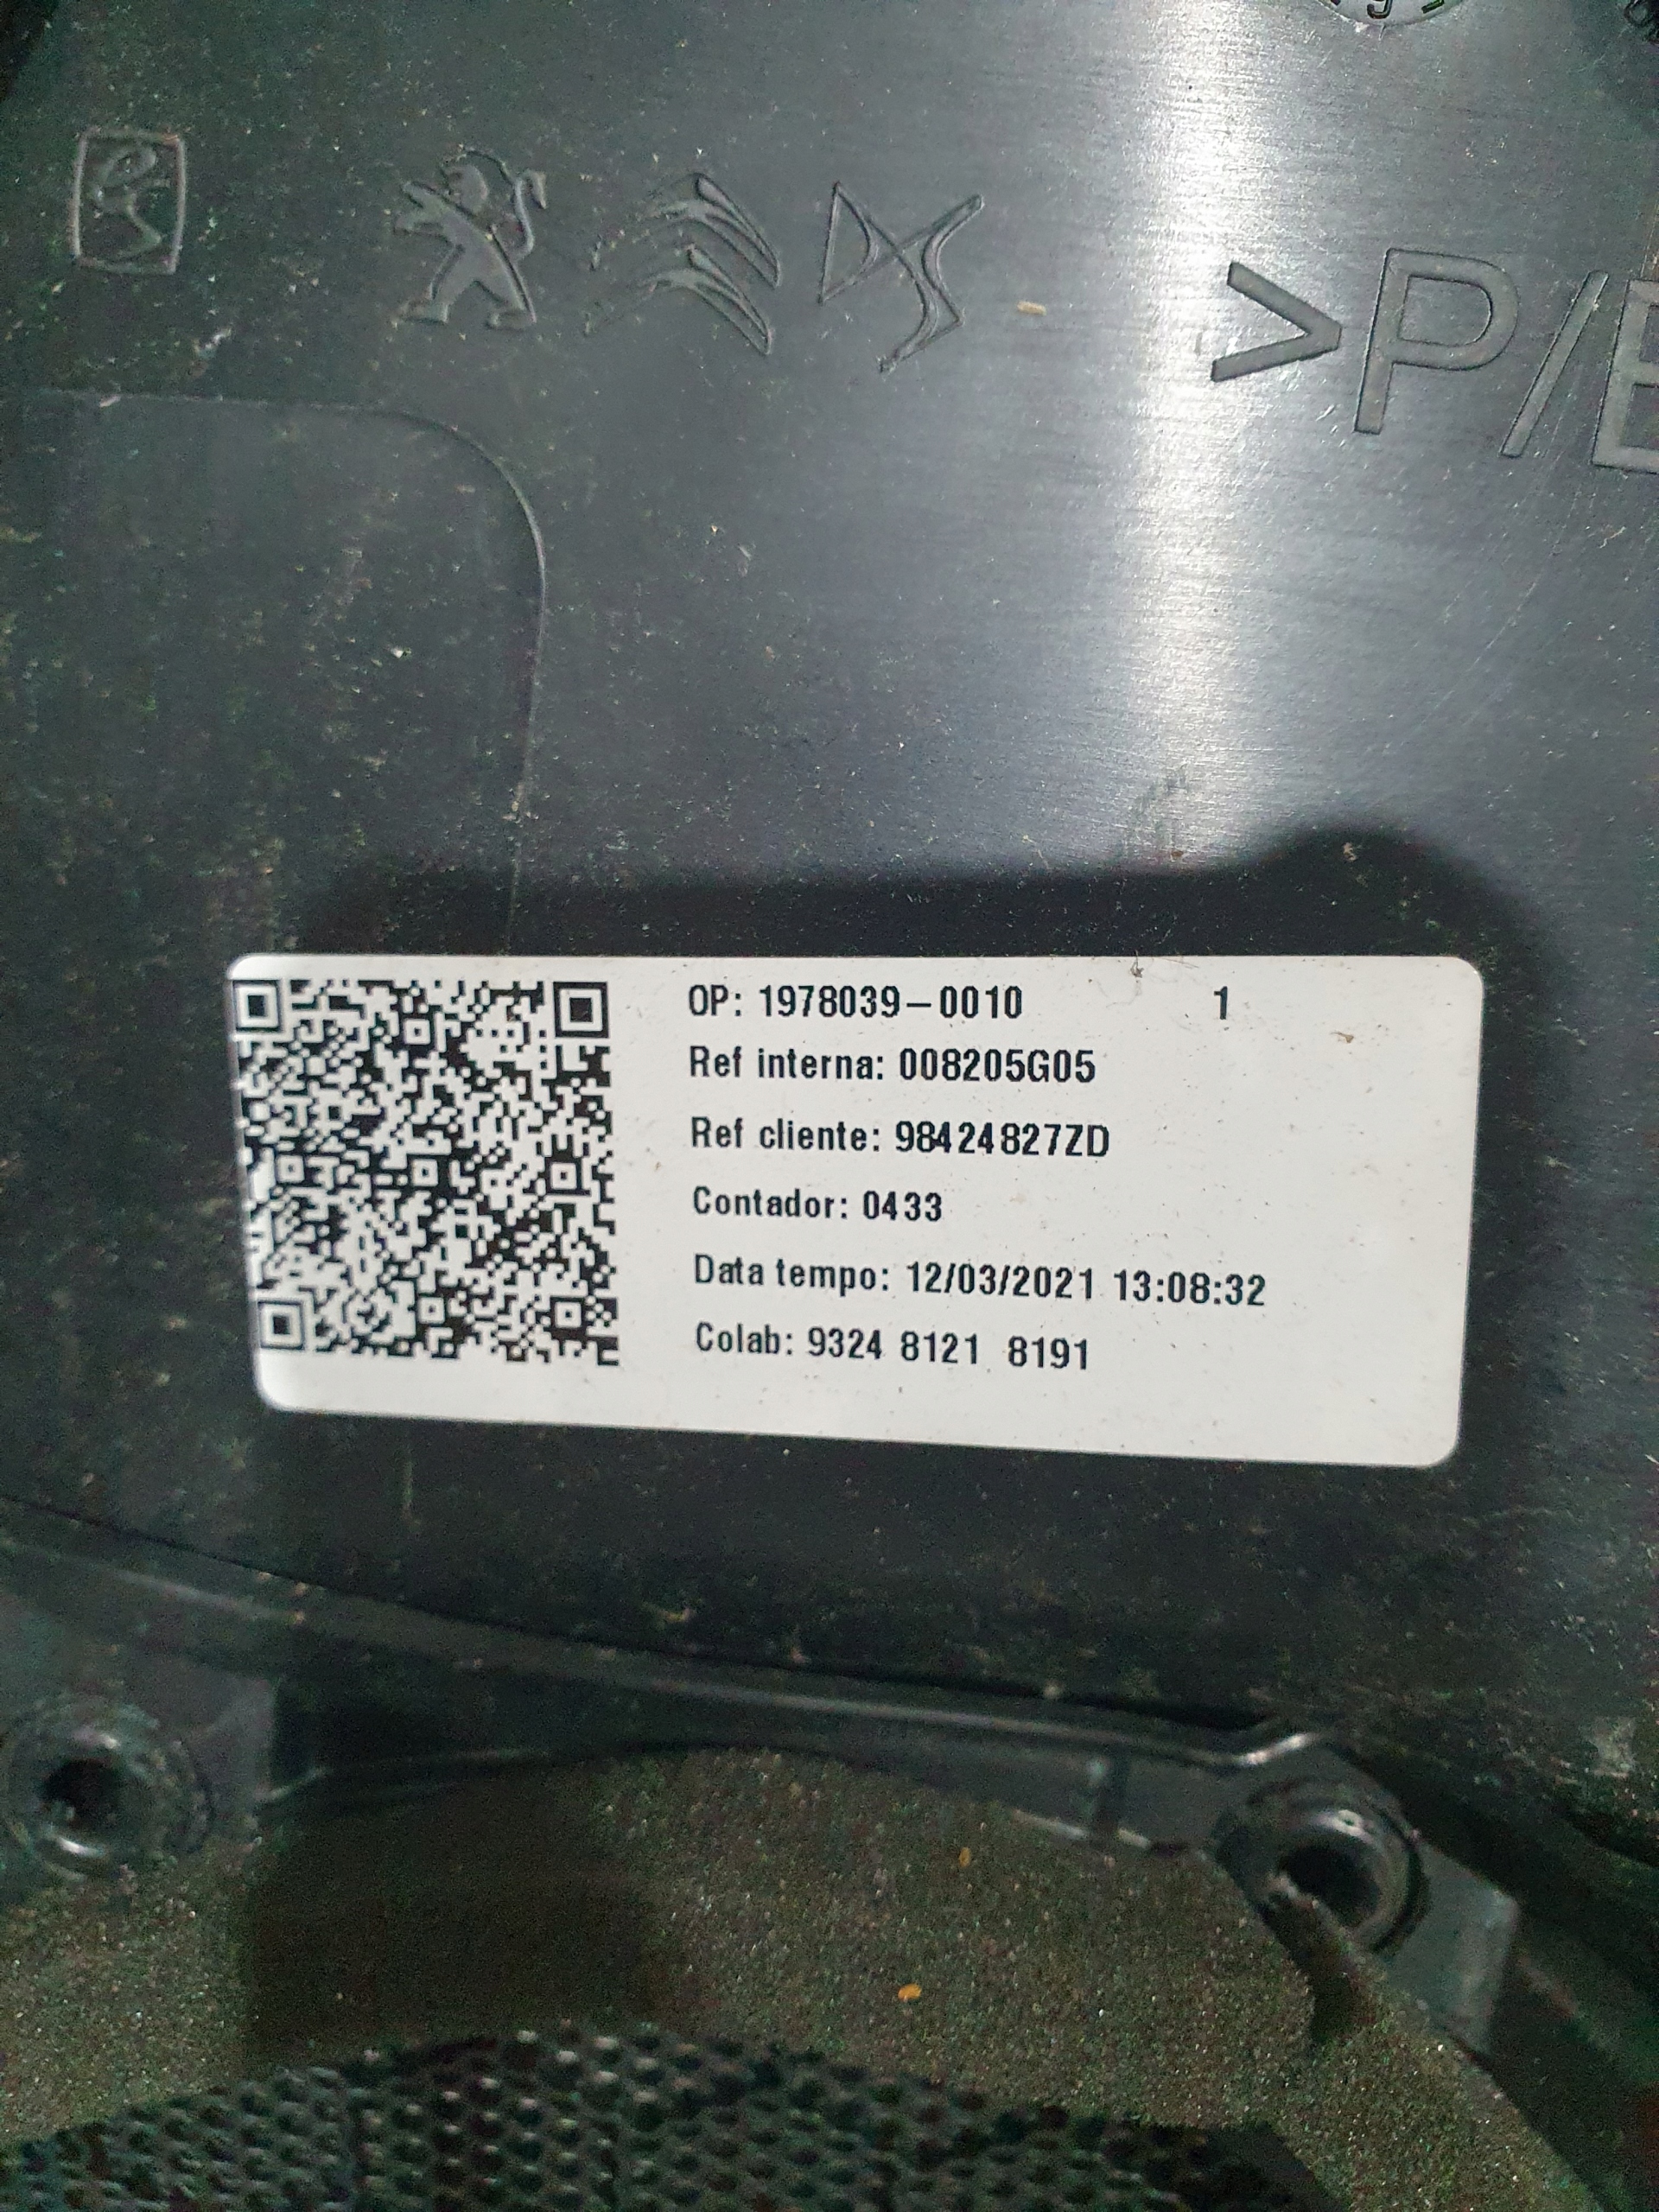 >P/E
OP: 1978039-0010 1
Ref interna: 008205G05
Ref cliente: 98424827ZD
Contador: 0433
Data tempo: 12/03/2021 13:08:32
Colab: 9324 8121 8191